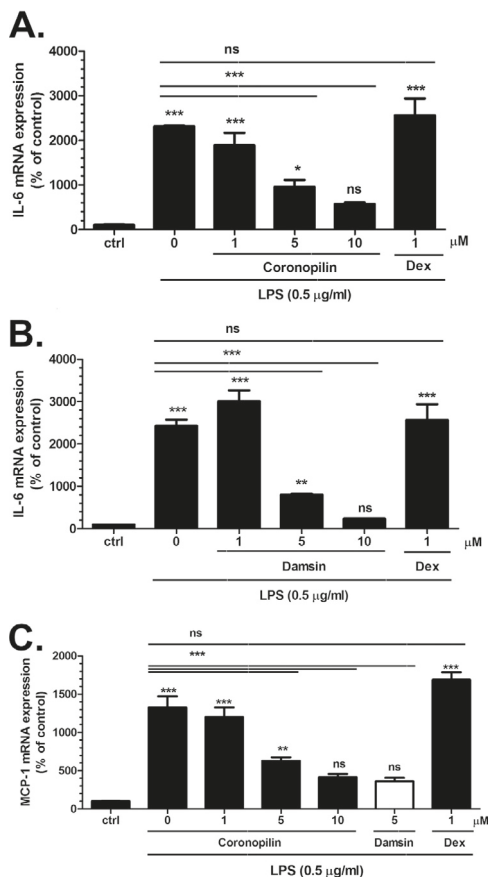 A.
ns
***
4000
3000
2000
1000
0
IL-6 mRNA expression
(% of control)
***
***
*
ns
***
ctrl
0
1
5
10
1
μM
Coronopilin
Dex
LPS (0.5 μg/ml)
B.
ns
***
4000
3000
2000
1000
0
IL-6 mRNA expression
(% of control)
***
***
**
ns
***
ctrl
0
1
5
10
1
μM
Damsin
Dex
LPS (0.5 μg/ml)
C.
ns
***
2000
1500
1000
500
0
MCP-1 mRNA expression
(% of control)
***
***
**
ns
ns
***
ctrl
0
1
5
10
5
1
μM
Coronopilin
Damsin
Dex
LPS (0.5 μg/ml)